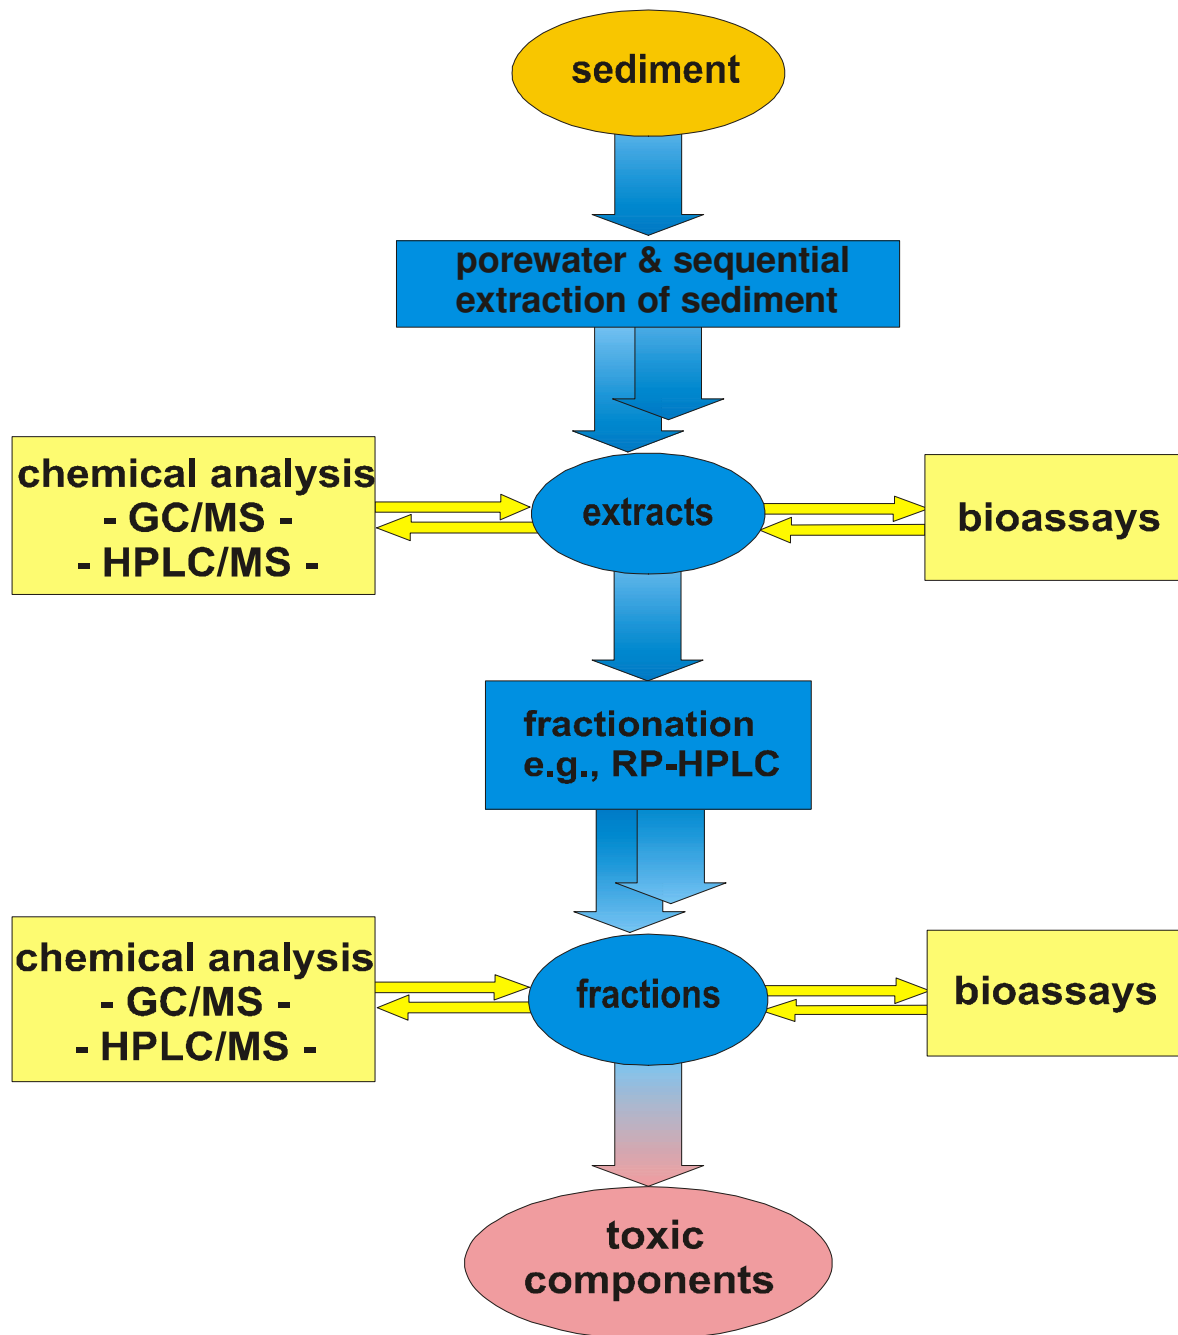 sediment
porewater & sequential
extraction of sediment
chemical analysis
- GC/MS -
- HPLC/MS -
extracts
bioassays
fractionation
e.g., RP-HPLC
chemical analysis
- GC/MS -
- HPLC/MS -
fractions
bioassays
toxic
components